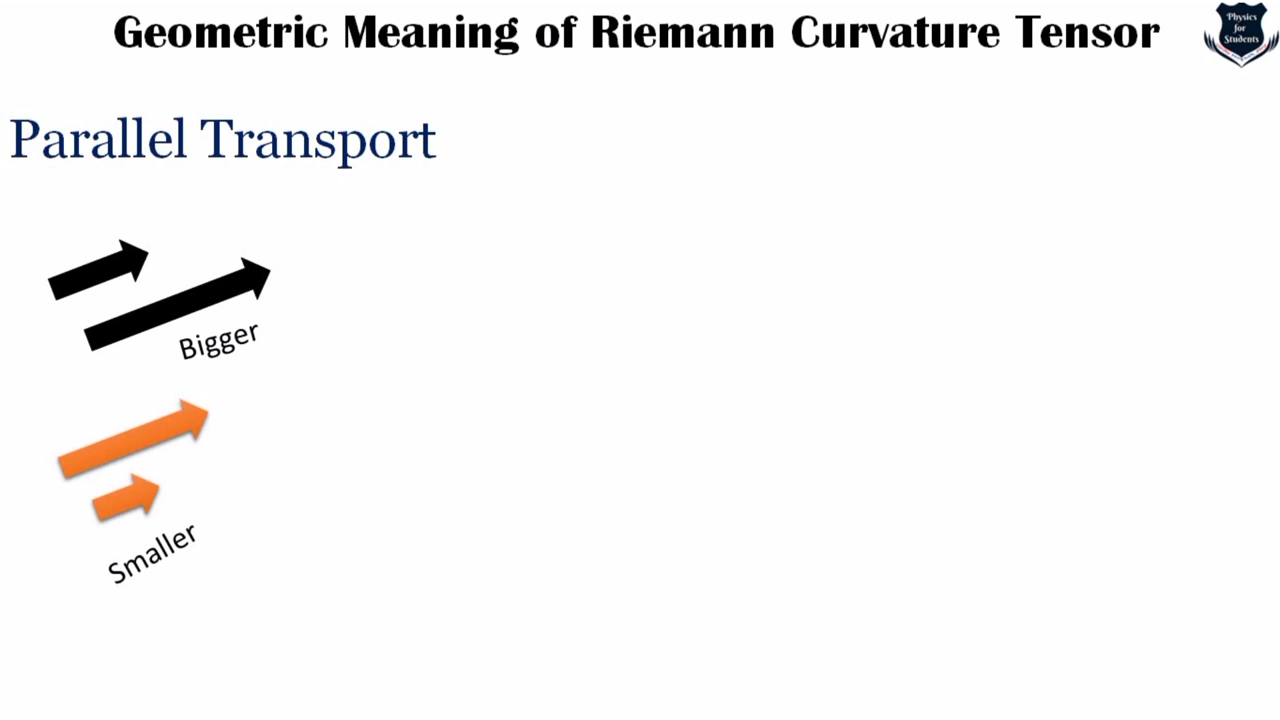 Geometric Meaning of Riemann Curvature Tensor
Physics
for
Students
Parallel Transport
Bigger
Smaller